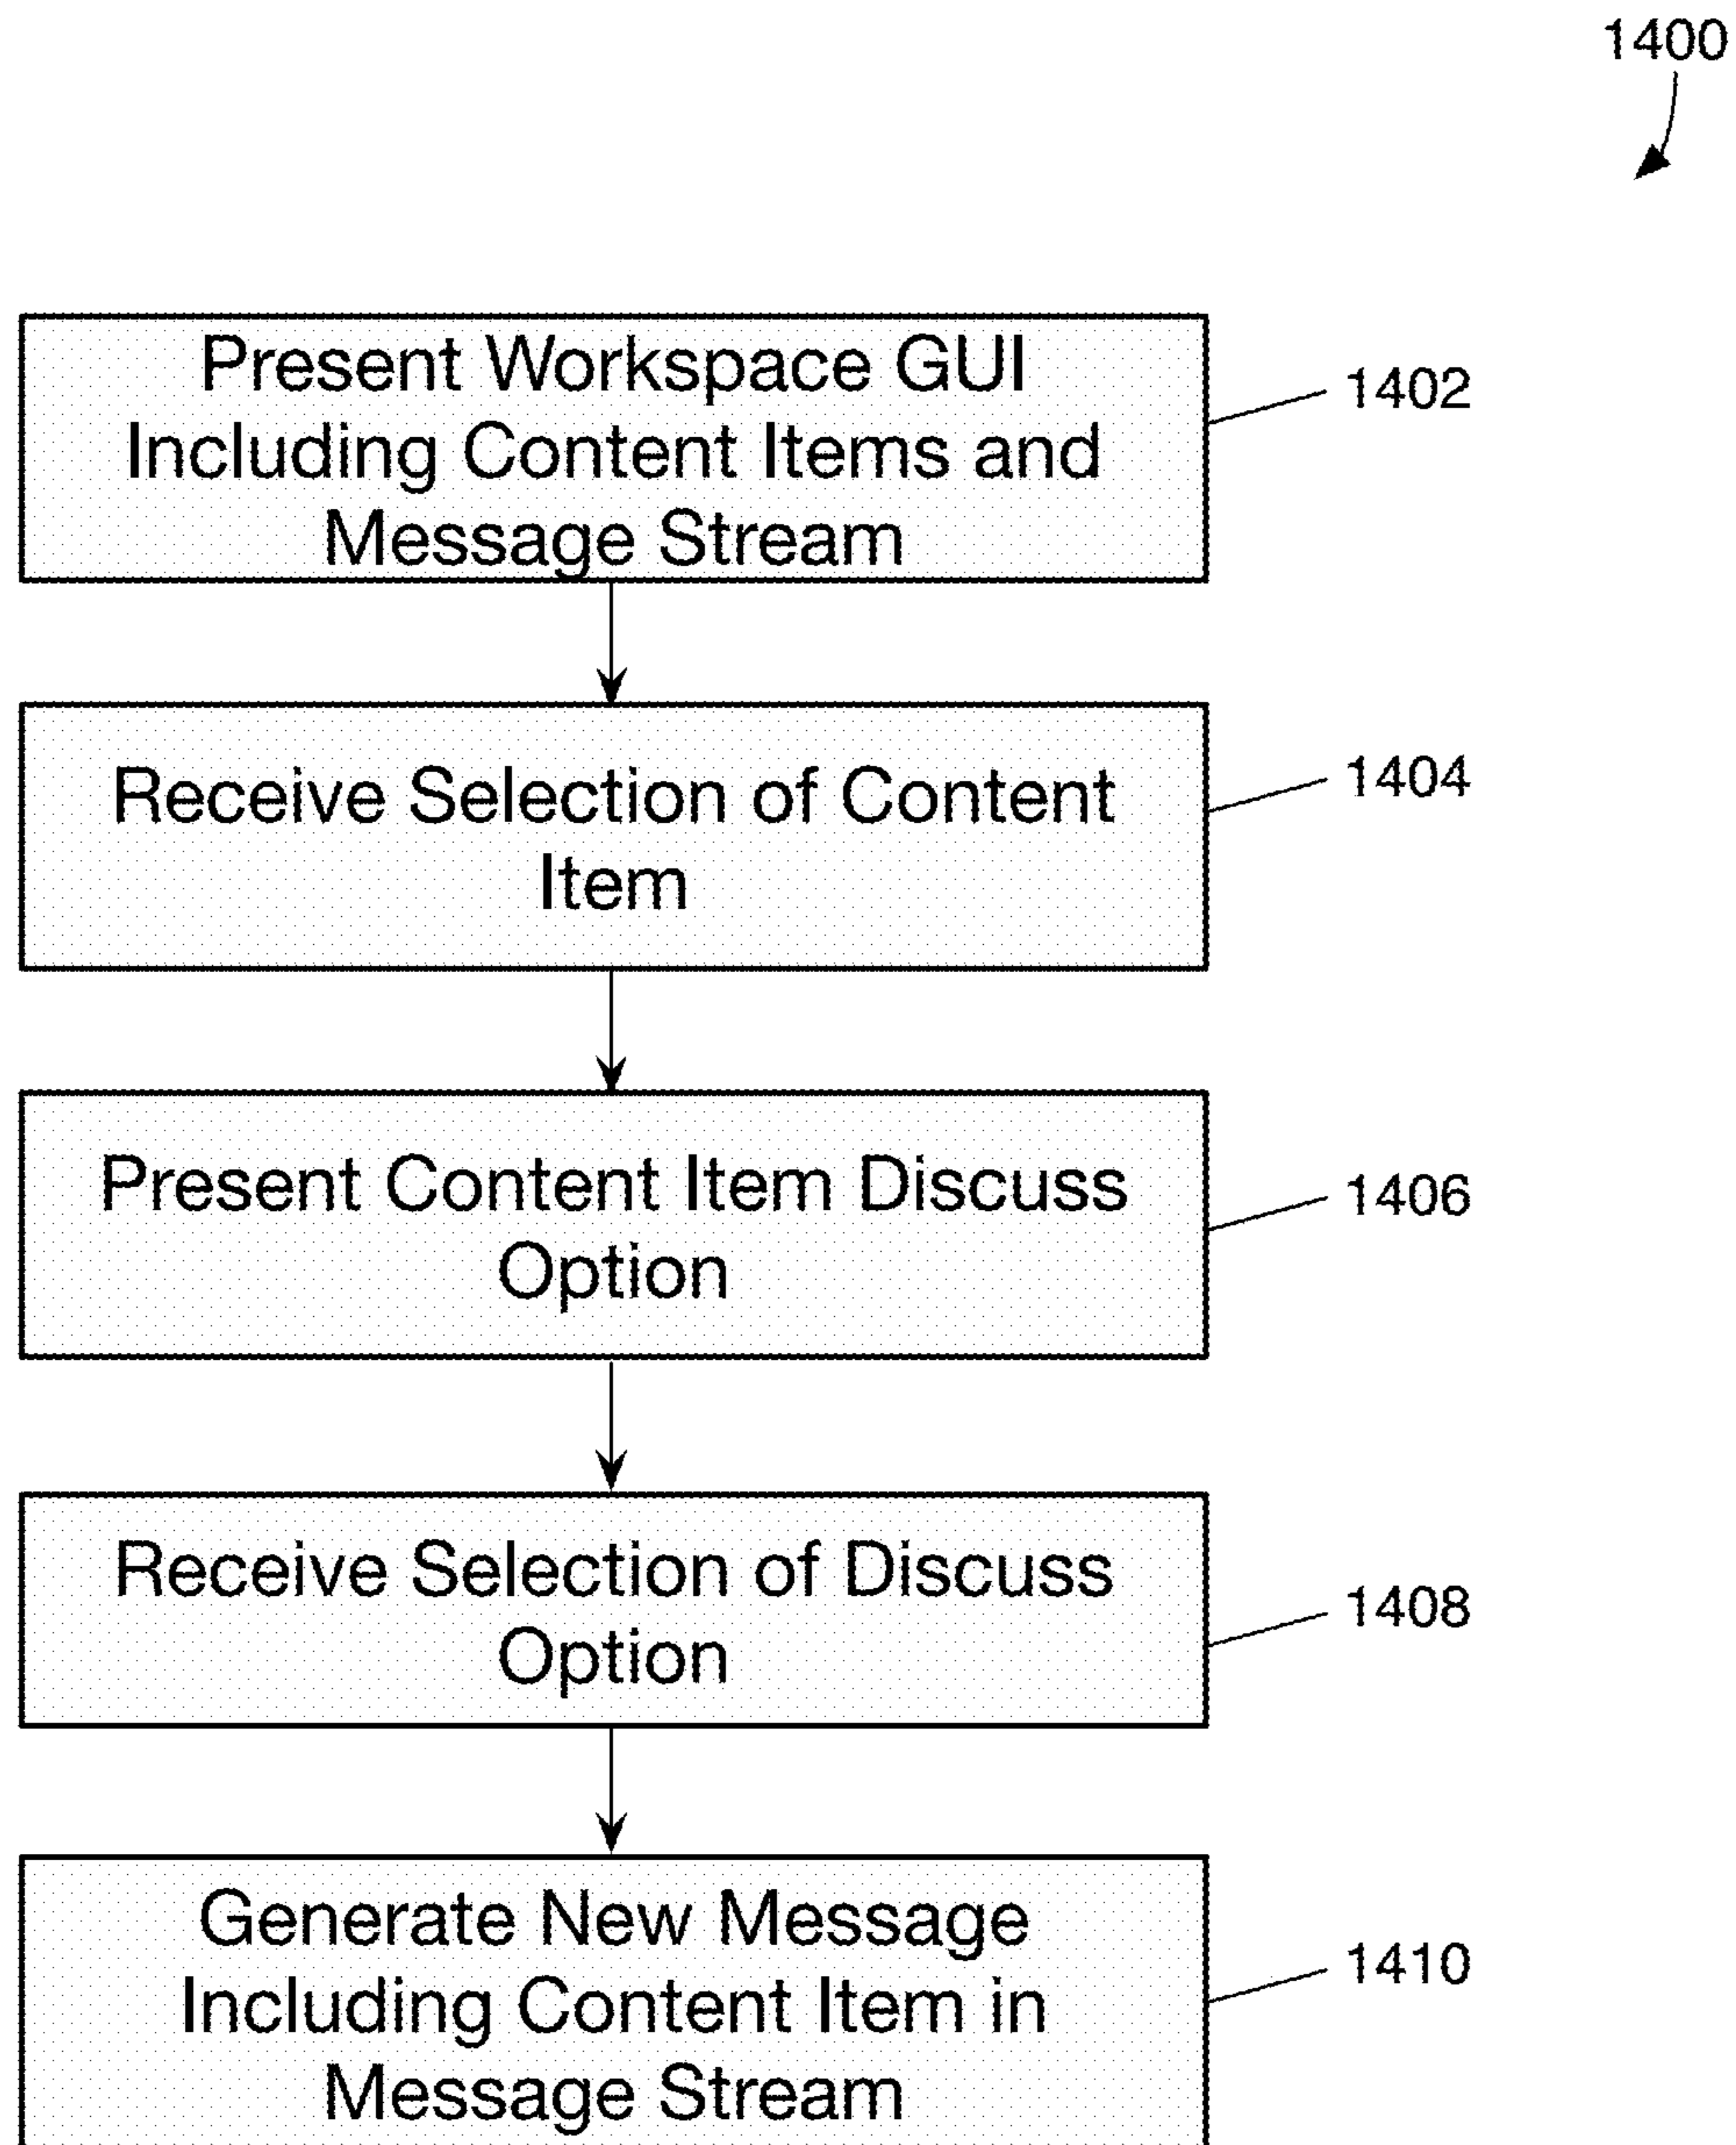 1400
Present Workspace GUI
Including Content Items and
Message Stream
1402
Receive Selection of Content
Item
1404
Present Content Item Discuss
Option
1406
Receive Selection of Discuss
Option
1408
Generate New Message
Including Content Item in
Message Stream
1410